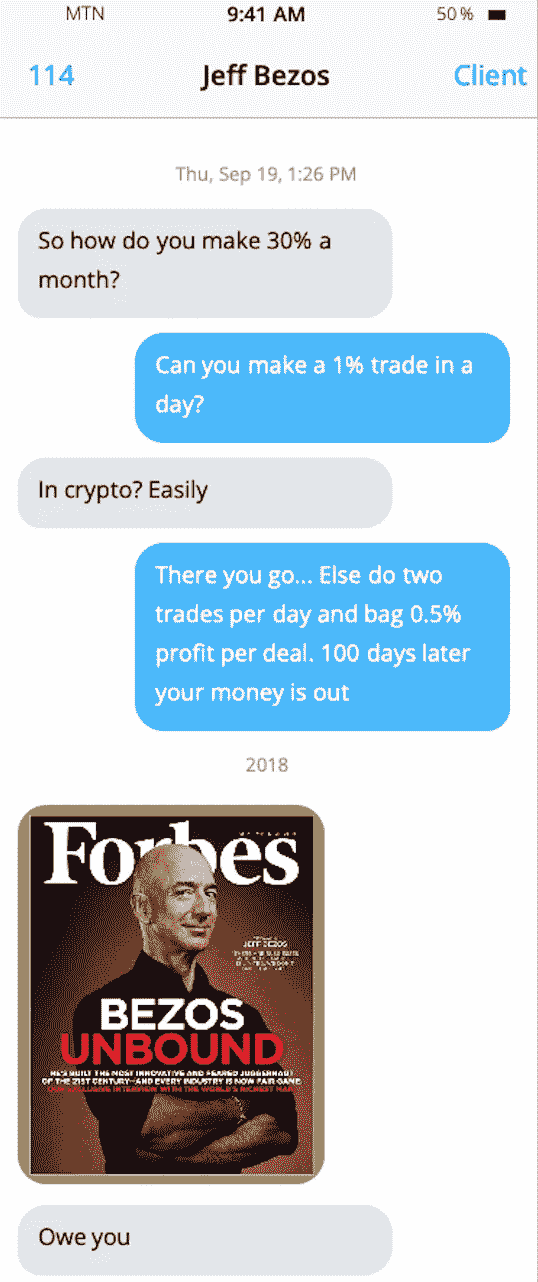 MTN 9:41 AM 50 %
114 Jeff Bezos Client
Thu, Sep 19, 1:26 PM
So how do you make 30% a
month?
Can you make a 1% trade in a
day?
In crypto? Easily
There you go... Else do two
trades per day and bag 0.5%
profit per deal. 100 days later
your money is out
2018
Forbes
JEFF BEZOS
BEZOS
UNBOUND
HE'S BUILT THE MOST INNOVATIVE AND FEARED JUGGERNAUT
OF THE 21ST CENTURY—AND EVERY INDUSTRY IS NOW FAIR GAME
OUR EXCLUSIVE INTERVIEW WITH THE WORLD'S RICHEST MAN
Owe you